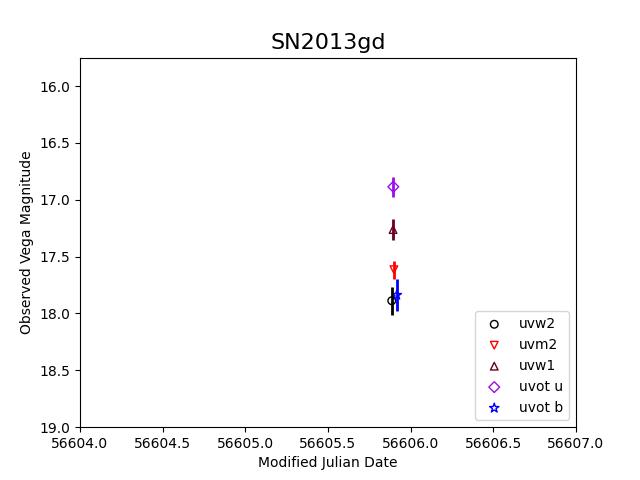 SN2013gd
Observed Vega Magnitude
16.0
16.5
17.0
17.5
18.0
18.5
19.0
uvw2
uvm2
uvw1
uvot u
uvot b
56604.0 56604.5 56605.0 56605.5 56606.0 56606.5 56607.0
Modified Julian Date